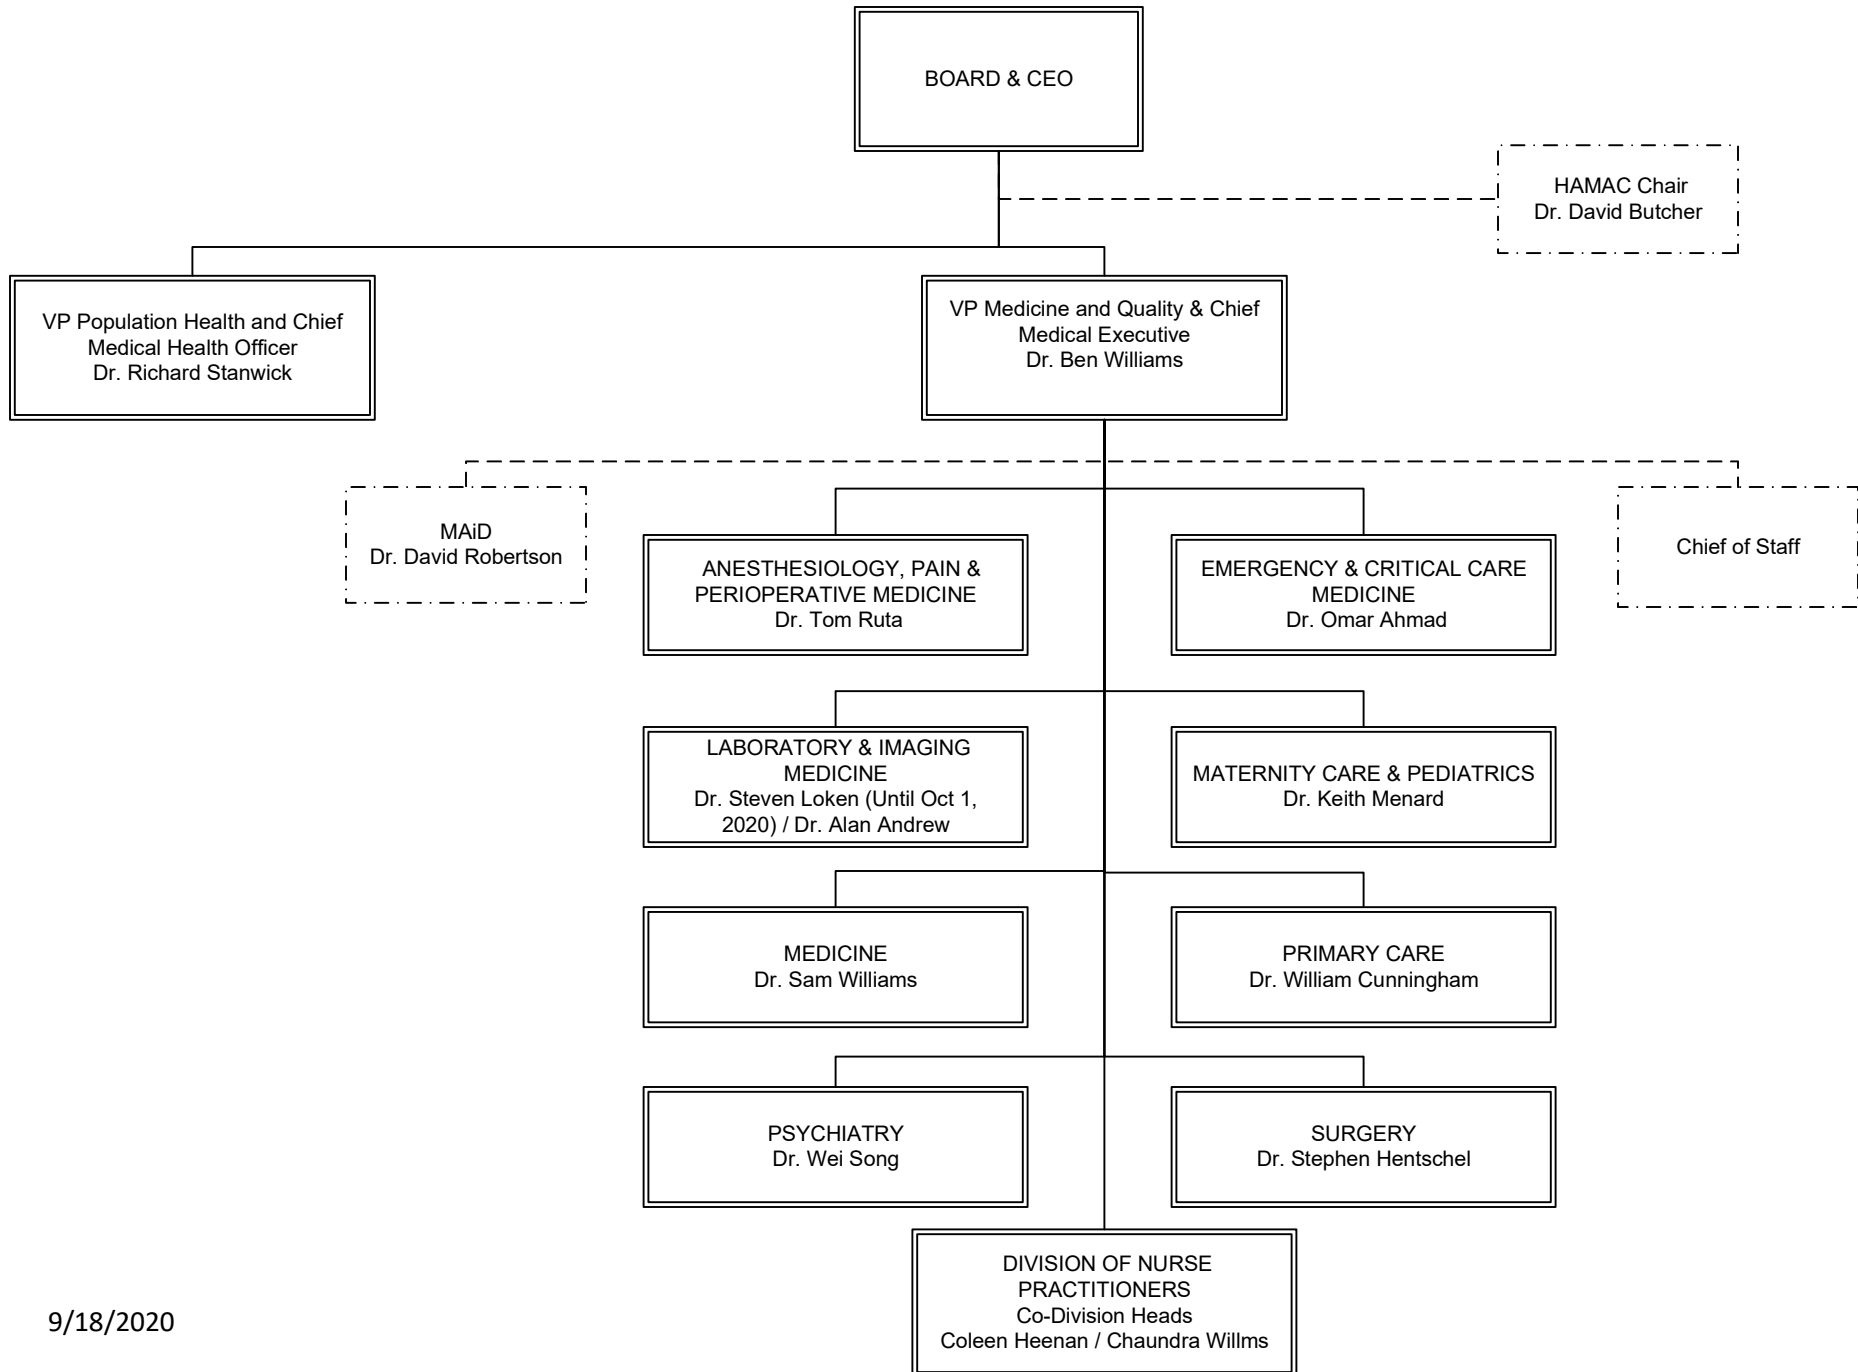 BOARD & CEO
HAMAC Chair
Dr. David Butcher
VP Population Health and Chief
Medical Health Officer
Dr. Richard Stanwick
VP Medicine and Quality & Chief
Medical Executive
Dr. Ben Williams
MAiD
Dr. David Robertson
Chief of Staff
ANESTHESIOLOGY, PAIN &
PERIOPERATIVE MEDICINE
Dr. Tom Ruta
EMERGENCY & CRITICAL CARE
MEDICINE
Dr. Omar Ahmad
LABORATORY & IMAGING
MEDICINE
Dr. Steven Loken (Until Oct 1,
2020) / Dr. Alan Andrew
MATERNITY CARE & PEDIATRICS
Dr. Keith Menard
MEDICINE
Dr. Sam Williams
PRIMARY CARE
Dr. William Cunningham
PSYCHIATRY
Dr. Wei Song
SURGERY
Dr. Stephen Hentschel
DIVISION OF NURSE
PRACTITIONERS
Co-Division Heads
Coleen Heenan / Chaundra Willms
9/18/2020